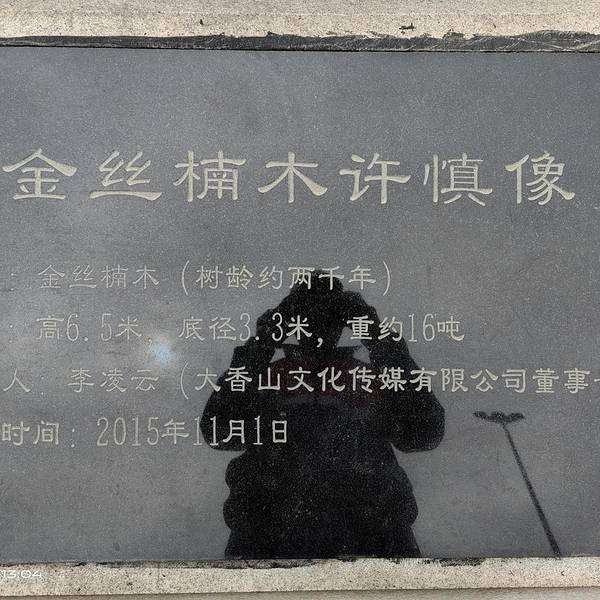 金丝楠木许慎像
：金丝楠木（树龄约两千年）
：高6.5米，底径3.3米，重约16吨
人：李凌云（大香山文化传媒有限公司董事
时间：2015年11月1日
13:04